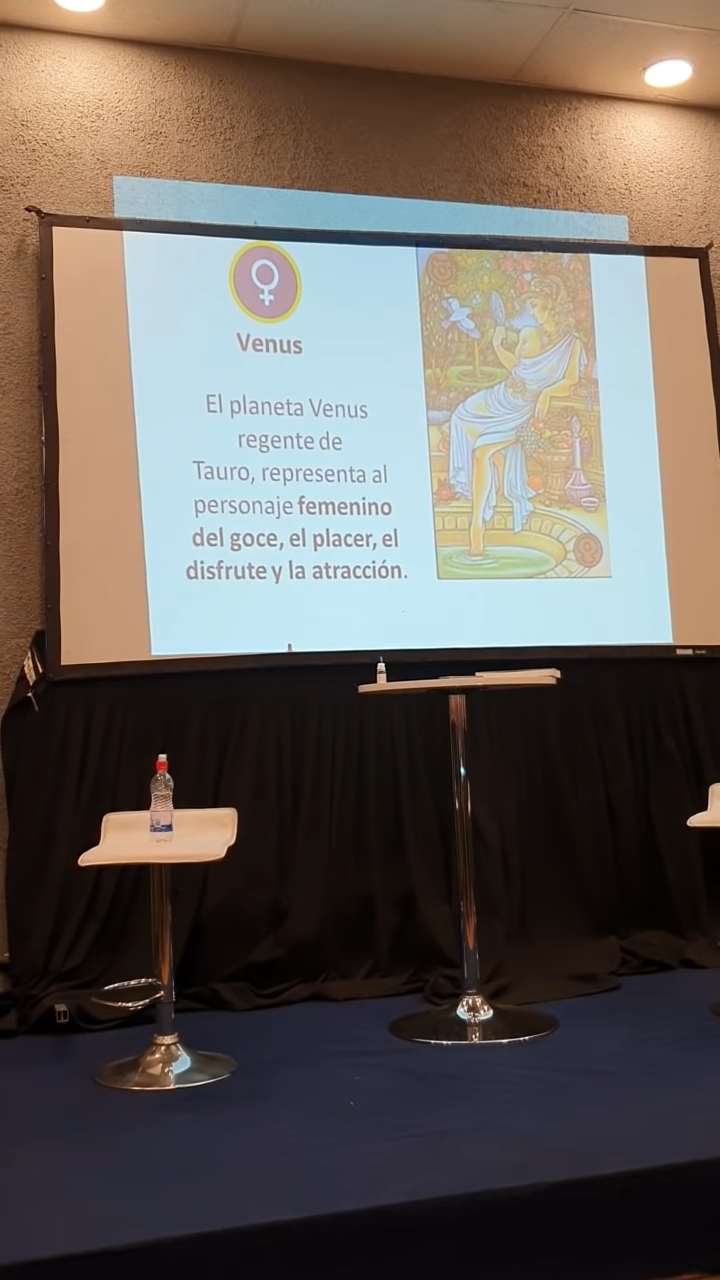 Venus
El planeta Venus
regente de
Tauro, representa al
personaje femenino
del goce, el placer, el
disfrute y la atracción.